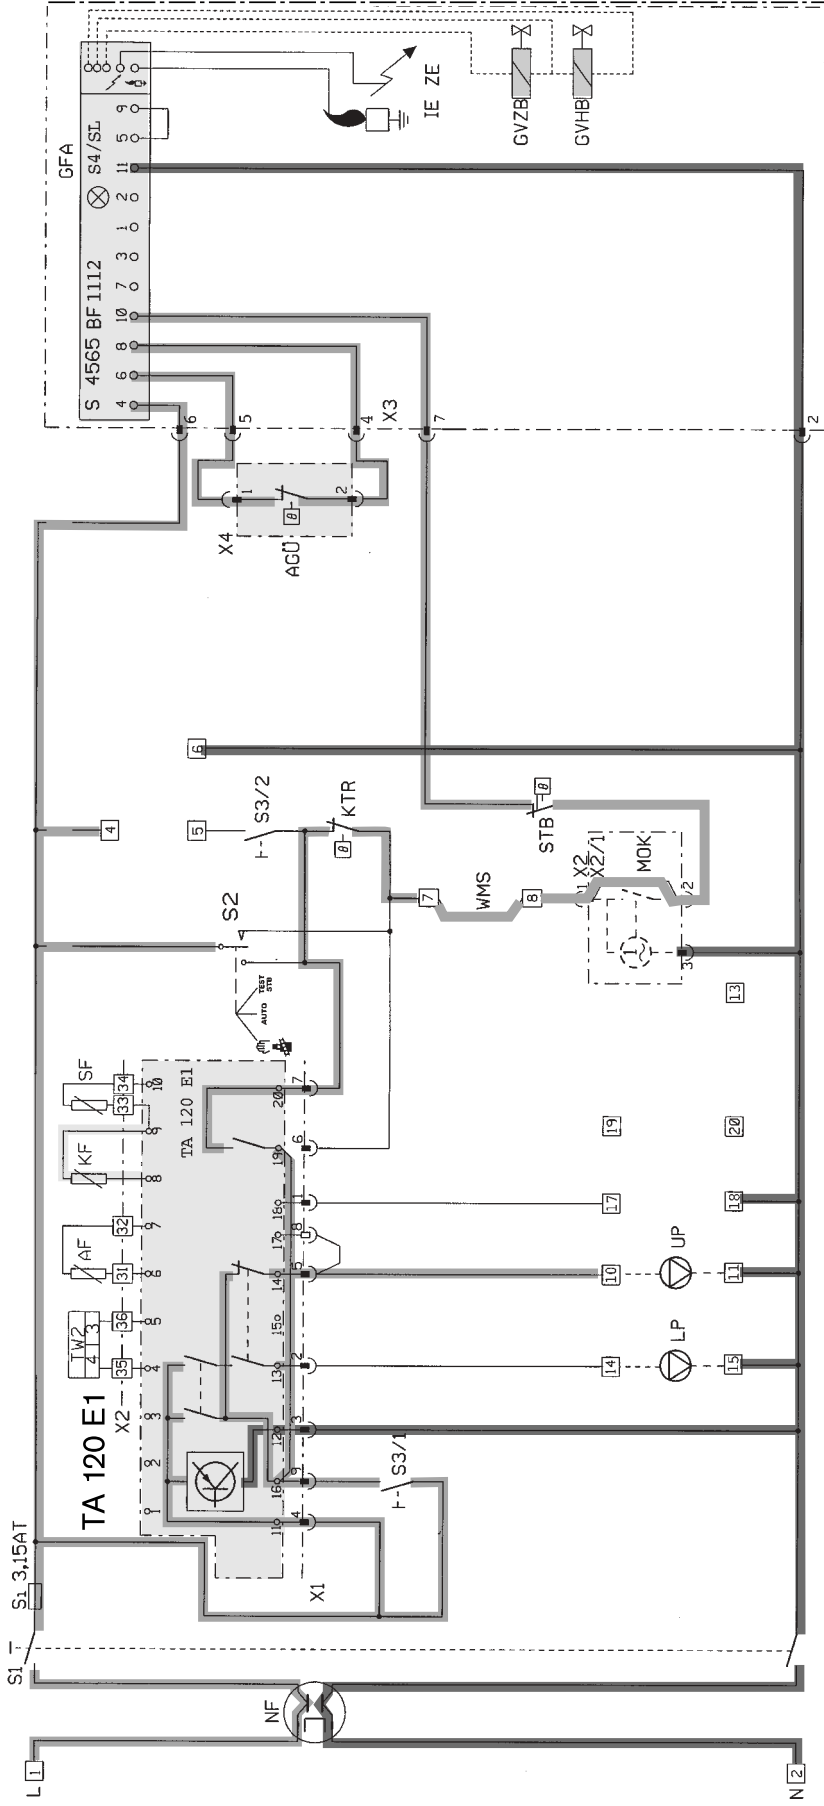 L 1
N 2
NF
S1
Si 3,15AT
TA 120 E1
X2
35 36 31 32 33 34
TW2
4 3
AF
KF
SF
1 2 3 4 5 6 7 8 9 10
TA 120 E1
11 16 12 13 15 14 17 18 19 20
4 9 3 2 5 8 1 6 7
X1
S3/1
14 10 17 19
LP
UP
15 11 18 20 13
AUTO
TEST
STB
S2
4
5
6
S3/2
KTR
7
WMS
8
X2
X2/1
1
2
3
MOK
STB
X4
AGÜ
1
2
6 5 4 7 2
X3
S 4565 BF1112 S4/SL
4 6 8 10 7 3 1 2 11 5 9
GFA
IE ZE
GVZB
GVHB